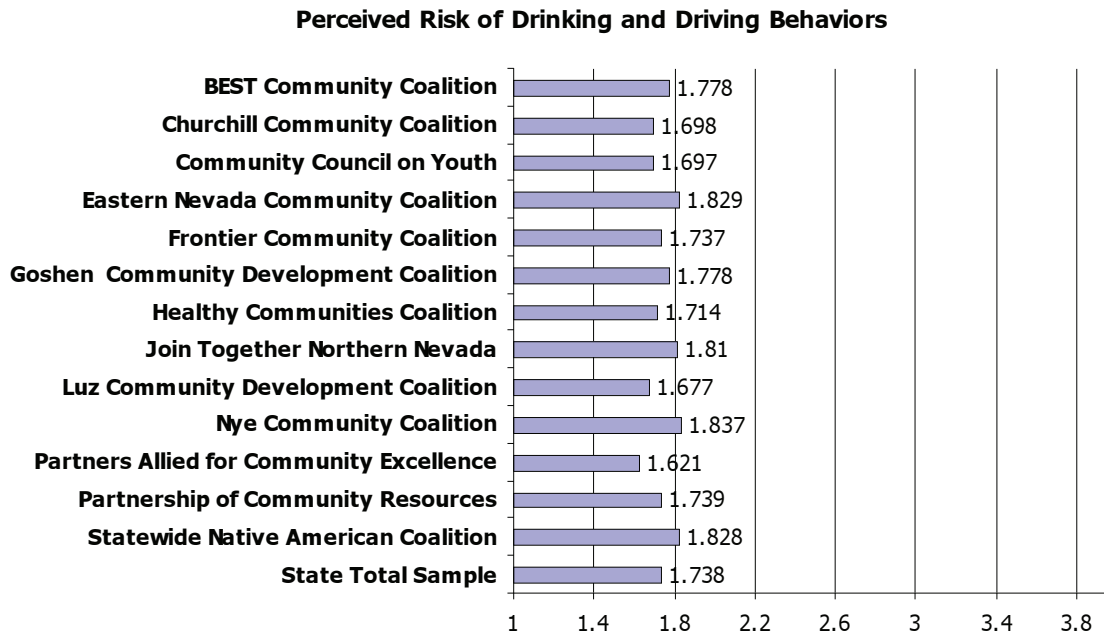 Perceived Risk of Drinking and Driving Behaviors
BEST Community Coalition 1.778
Churchill Community Coalition 1.698
Community Council on Youth 1.697
Eastern Nevada Community Coalition 1.829
Frontier Community Coalition 1.737
Goshen Community Development Coalition 1.778
Healthy Communities Coalition 1.714
Join Together Northern Nevada 1.81
Luz Community Development Coalition 1.677
Nye Community Coalition 1.837
Partners Allied for Community Excellence 1.621
Partnership of Community Resources 1.739
Statewide Native American Coalition 1.828
State Total Sample 1.738
1 1.4 1.8 2.2 2.6 3 3.4 3.8